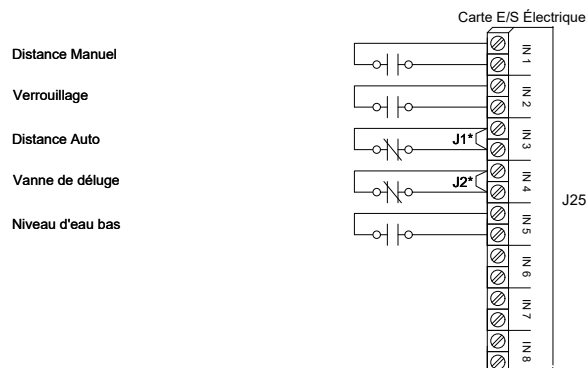 Carte E/S Électrique
Distance Manuel
IN 1
Verrouillage
IN 2
Distance Auto
J1*
IN 3
Vanne de déluge
J2*
IN 4
J25
Niveau d'eau bas
IN 5
IN 6
IN 7
IN 8